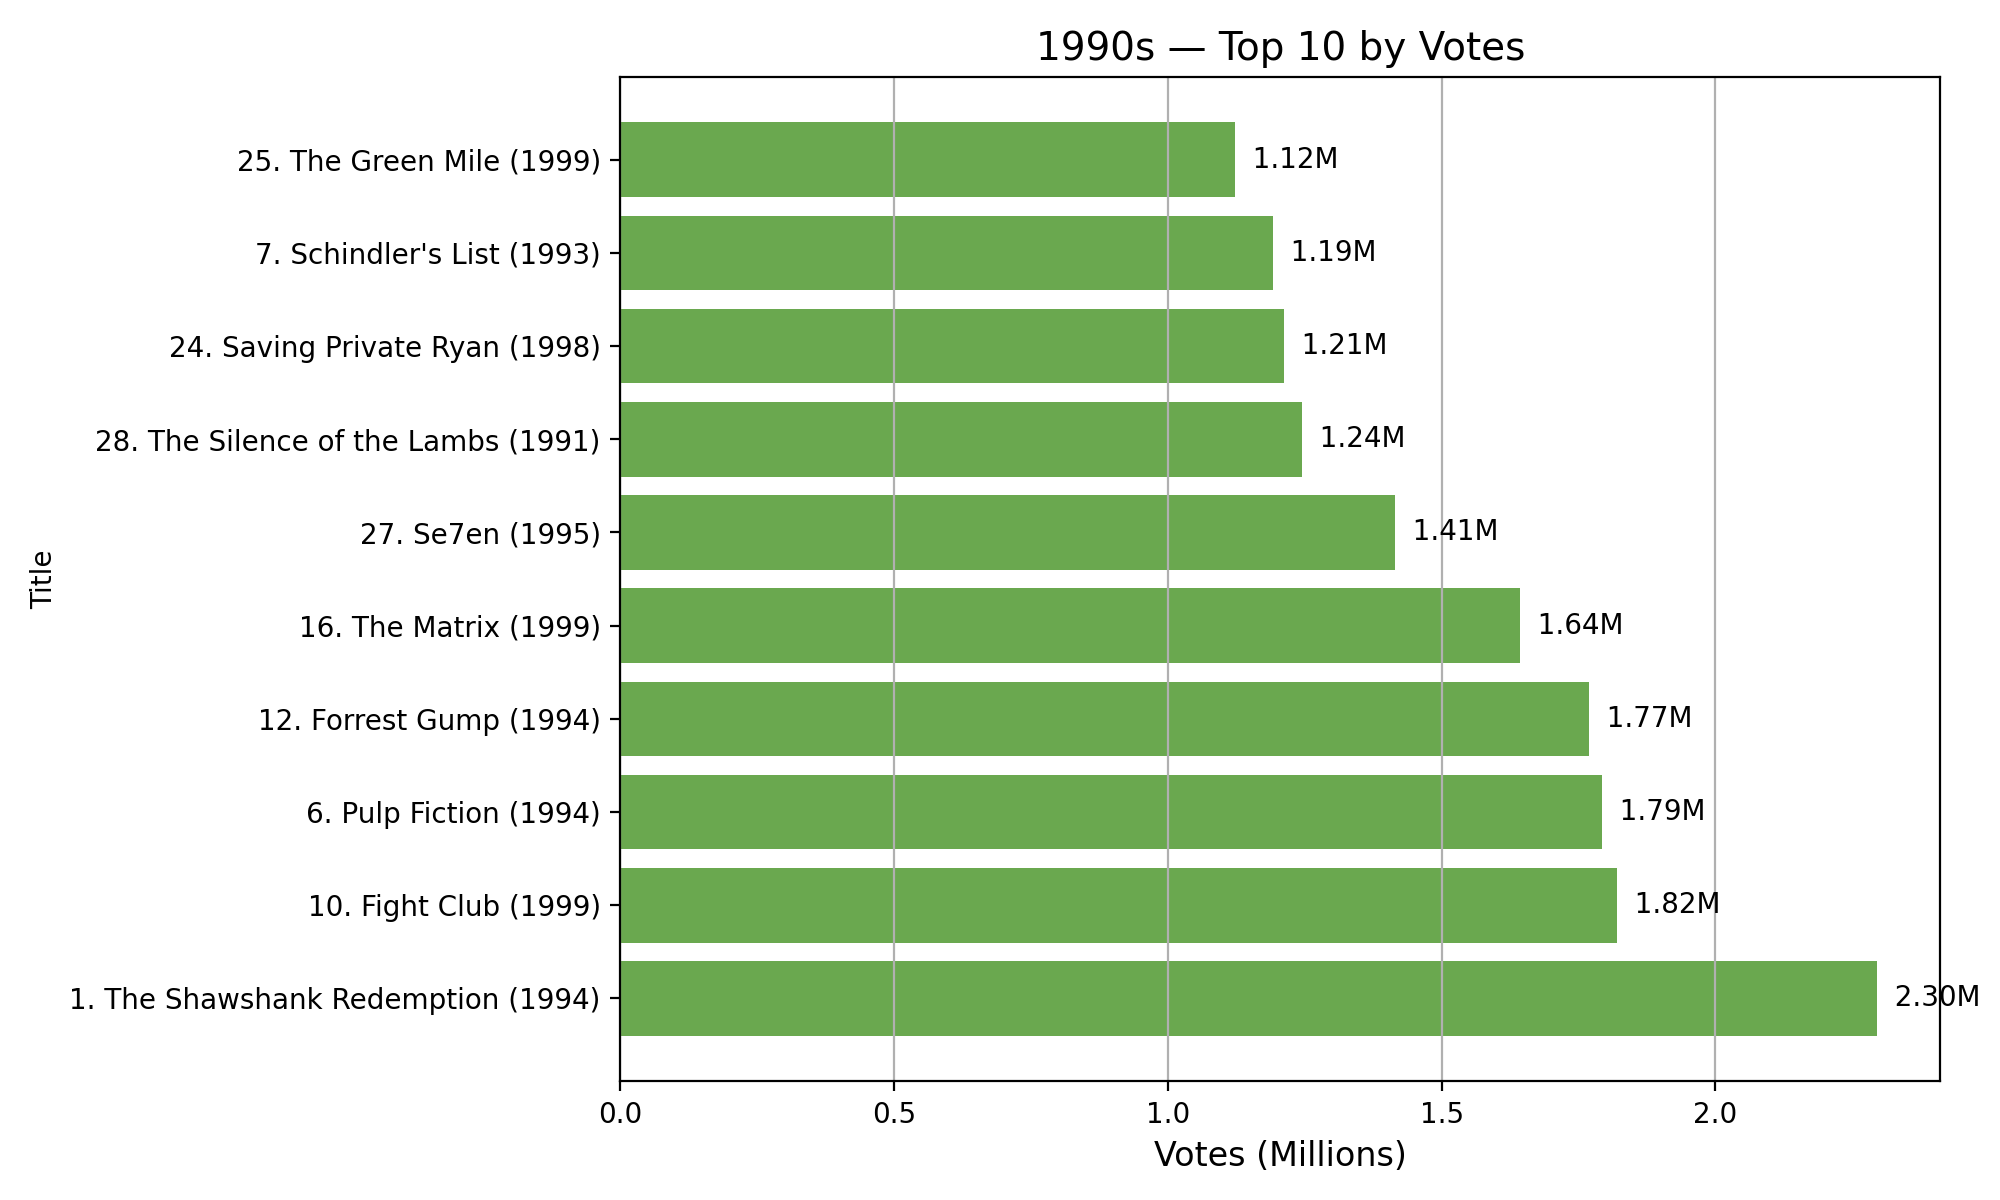 1990s — Top 10 by Votes
25. The Green Mile (1999)
1.12M
7. Schindler's List (1993)
1.19M
24. Saving Private Ryan (1998)
1.21M
28. The Silence of the Lambs (1991)
1.24M
27. Se7en (1995)
1.41M
16. The Matrix (1999)
1.64M
12. Forrest Gump (1994)
1.77M
6. Pulp Fiction (1994)
1.79M
10. Fight Club (1999)
1.82M
1. The Shawshank Redemption (1994)
2.30M
Title
0.0 0.5 1.0 1.5 2.0
Votes (Millions)